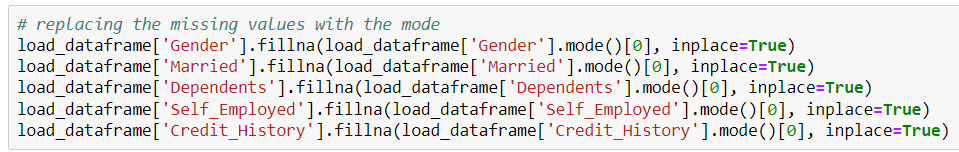 # replacing the missing values with the mode
load_dataframe['Gender'].fillna(load_dataframe['Gender'].mode()[0], inplace=True)
load_dataframe['Married'].fillna(load_dataframe['Married'].mode()[0], inplace=True)
load_dataframe['Dependents'].fillna(load_dataframe['Dependents'].mode()[0], inplace=True)
load_dataframe['Self_Employed'].fillna(load_dataframe['Self_Employed'].mode()[0], inplace=True)
load_dataframe['Credit_History'].fillna(load_dataframe['Credit_History'].mode()[0], inplace=True)